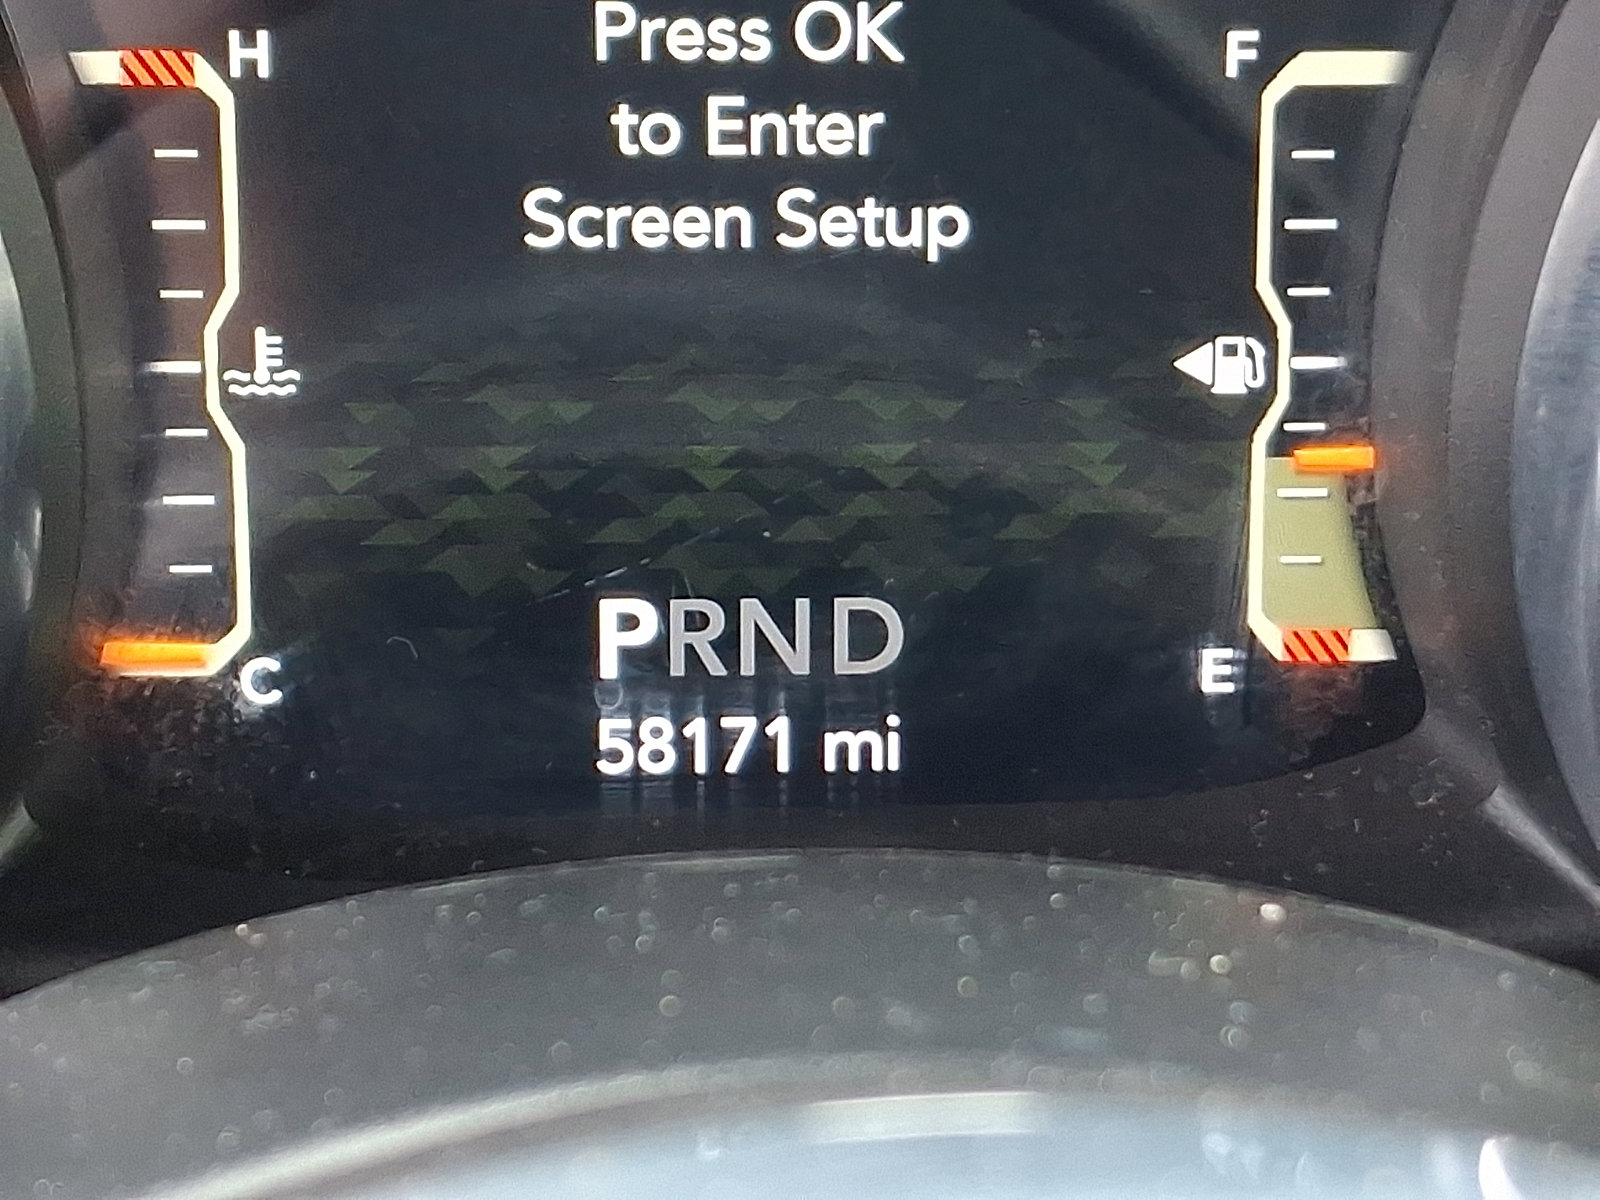 H
Press OK
F
to Enter
Screen Setup
PRND
C
E
58171 mi